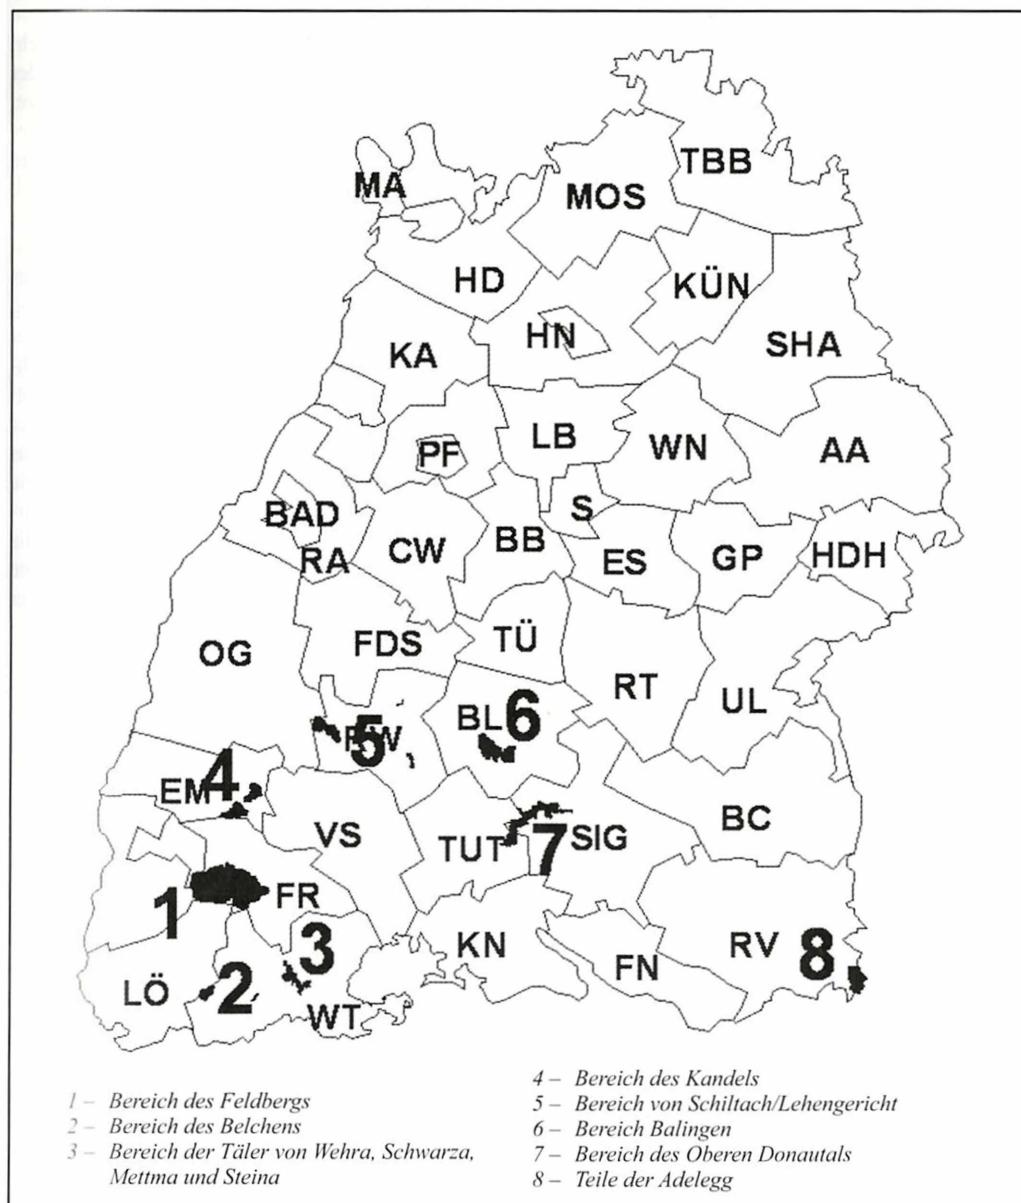 TBB
MA
MOS
HD
KÜN
HN
KA
SHA
LB
WN
PF
AA
BAD
S
BB
RA
CW
ES
GP
HDH
OG
FDS
TÜ
RT
UL
BL 6
5
EM 4
VS
BC
TUT 7 SIG
1 FR
3
KN
RV 8
LÖ 2
FN
WT
1 – Bereich des Feldbergs
2 – Bereich des Belchens
3 – Bereich der Täler von Wehra, Schwarza,
Mettma und Steina
4 – Bereich des Kandels
5 – Bereich von Schiltach/Lehengericht
6 – Bereich Balingen
7 – Bereich des Oberen Donautals
8 – Teile der Adelegg